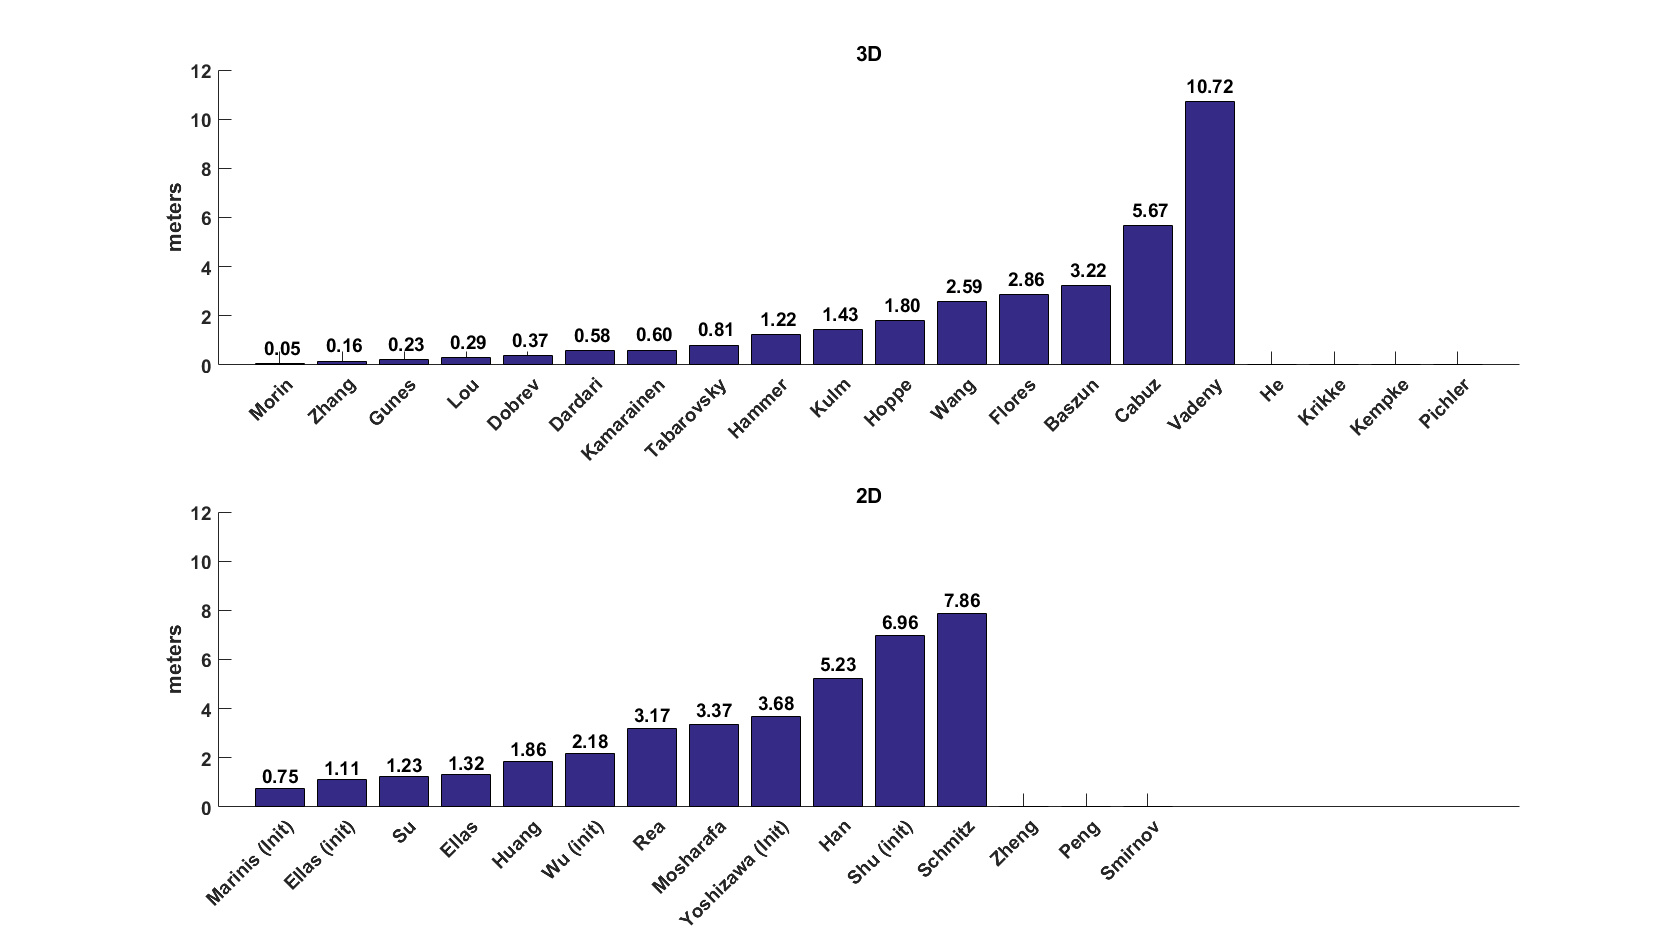 3D
meters
12
10
8
6
4
2
0
0.05 0.16 0.23 0.29 0.37 0.58 0.60 0.81 1.22 1.43 1.80 2.59 2.86 3.22 5.67 10.72
Morin Zhang Gunes Lou Dobrev Dardari Kamarainen Tabarovsky Hammer Kulm Hoppe Wang Flores Baszun Cabuz Vadeny He Krikke Kempke Pichler
2D
meters
12
10
8
6
4
2
0
0.75 1.11 1.23 1.32 1.86 2.18 3.17 3.37 3.68 5.23 6.96 7.86
Marinis (Init) Ellas (init) Su Ellas Huang Wu (init) Rea Mosharafa Yoshizawa (Init) Han Shu (init) Schmitz Zheng Peng Smirnov